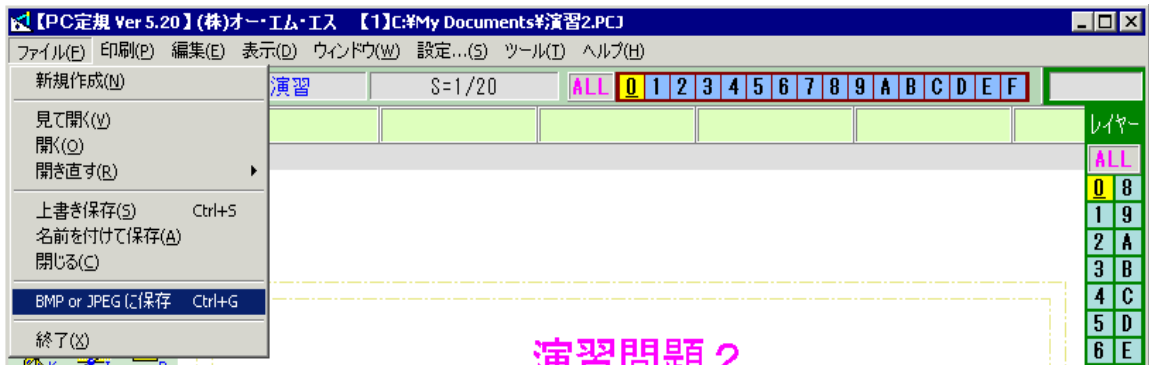 【PC定規 Ver 5.20】(株)オー・エム・エス 【1】C:¥My Documents¥演習2.PCJ
ファイル(F) 印刷(P) 編集(E) 表示(D) ウィンドウ(W) 設定...(S) ツール(T) ヘルプ(H)
新規作成(N)
演習 S=1/20 ALL 0 1 2 3 4 5 6 7 8 9 A B C D E F
見て開く(V)
開く(O)
開き直す(R)
上書き保存(S) Ctrl+S
名前を付けて保存(A)
閉じる(C)
BMP or JPEG に保存 Ctrl+G
終了(X)
レイヤー
ALL
0 8
1 9
2 A
3 B
4 C
5 D
6 E
演習問題２